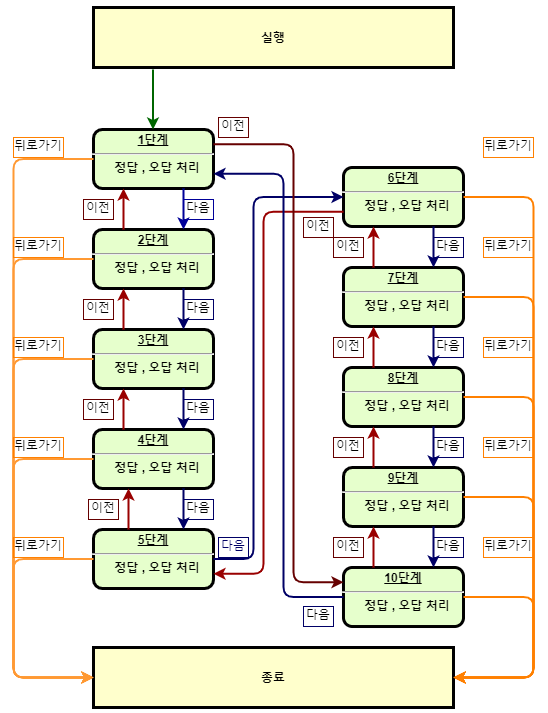 실행
이전
뒤로가기
1단계
정답 , 오답 처리
뒤로가기
6단계
정답 , 오답 처리
이전
다음
이전
뒤로가기
2단계
정답 , 오답 처리
이전
다음
뒤로가기
7단계
정답 , 오답 처리
이전
다음
뒤로가기
3단계
정답 , 오답 처리
이전
다음
뒤로가기
8단계
정답 , 오답 처리
이전
다음
뒤로가기
4단계
정답 , 오답 처리
이전
다음
뒤로가기
9단계
정답 , 오답 처리
이전
다음
뒤로가기
5단계
정답 , 오답 처리
다음
이전
다음
뒤로가기
10단계
정답 , 오답 처리
다음
종료